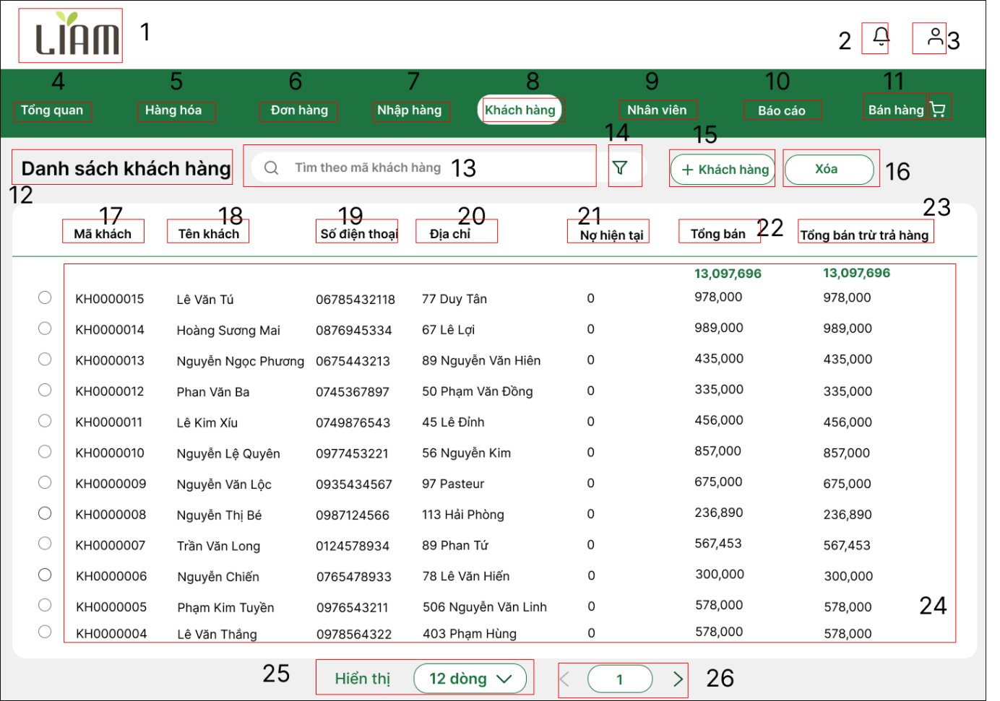 LIAM 1 2 3
4 5 6 7 8 9 10 11
Tổng quan Hàng hóa Đơn hàng Nhập hàng Khách hàng Nhân viên Báo cáo Bán hàng
14 15
Danh sách khách hàng Tìm theo mã khách hàng 13 + Khách hàng Xóa 16
12
17 18 19 20 21 22 23
Mã khách Tên khách Số điện thoại Địa chỉ Nợ hiện tại Tổng bán Tổng bán trừ trả hàng
13,097,696 13,097,696
KH0000015 Lê Văn Tú 06785432118 77 Duy Tân 0 978,000 978,000
KH0000014 Hoàng Sương Mai 0876945334 67 Lê Lợi 0 989,000 989,000
KH0000013 Nguyễn Ngọc Phương 0675443213 89 Nguyễn Văn Hiên 0 435,000 435,000
KH0000012 Phan Văn Ba 0745367897 50 Phạm Văn Đồng 0 335,000 335,000
KH0000011 Lê Kim Xíu 0749876543 45 Lê Đỉnh 0 456,000 456,000
KH0000010 Nguyễn Lệ Quyên 0977453221 56 Nguyễn Kim 0 857,000 857,000
KH0000009 Nguyễn Văn Lộc 0935434567 97 Pasteur 0 675,000 675,000
KH0000008 Nguyễn Thị Bé 0987124566 113 Hải Phòng 0 236,890 236,890
KH0000007 Trần Văn Long 0124578934 89 Phan Tứ 0 567,453 567,453
KH0000006 Nguyễn Chiến 0765478933 78 Lê Văn Hiến 0 300,000 300,000
KH0000005 Phạm Kim Tuyền 0976543211 506 Nguyễn Văn Linh 0 578,000 578,000 24
KH0000004 Lê Văn Thắng 0978564322 403 Phạm Hùng 0 578,000 578,000
25 Hiển thị 12 dòng 1 26